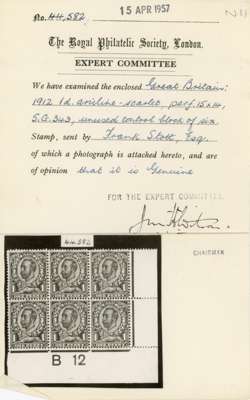 15 APR 1957
No. 44,582.
The Royal Philatelic Society, London.
EXPERT COMMITTEE
We have examined the enclosed Great Britain:
1912 1d. aniline-scarlet, perf. 15x14,
S.G. 343, unused control block of six
Stamp, sent by Frank Stott, Esq.
of which a photograph is attached hereto, and are
of opinion that it is Genuine
FOR THE EXPERT COMMITTEE
CHAIRMAN
44,582
B 12